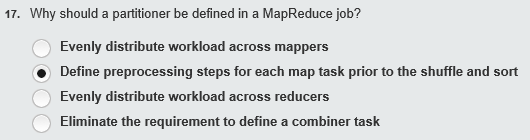 17. Why should a partitioner be defined in a MapReduce job?
Evenly distribute workload across mappers
Define preprocessing steps for each map task prior to the shuffle and sort
Evenly distribute workload across reducers
Eliminate the requirement to define a combiner task